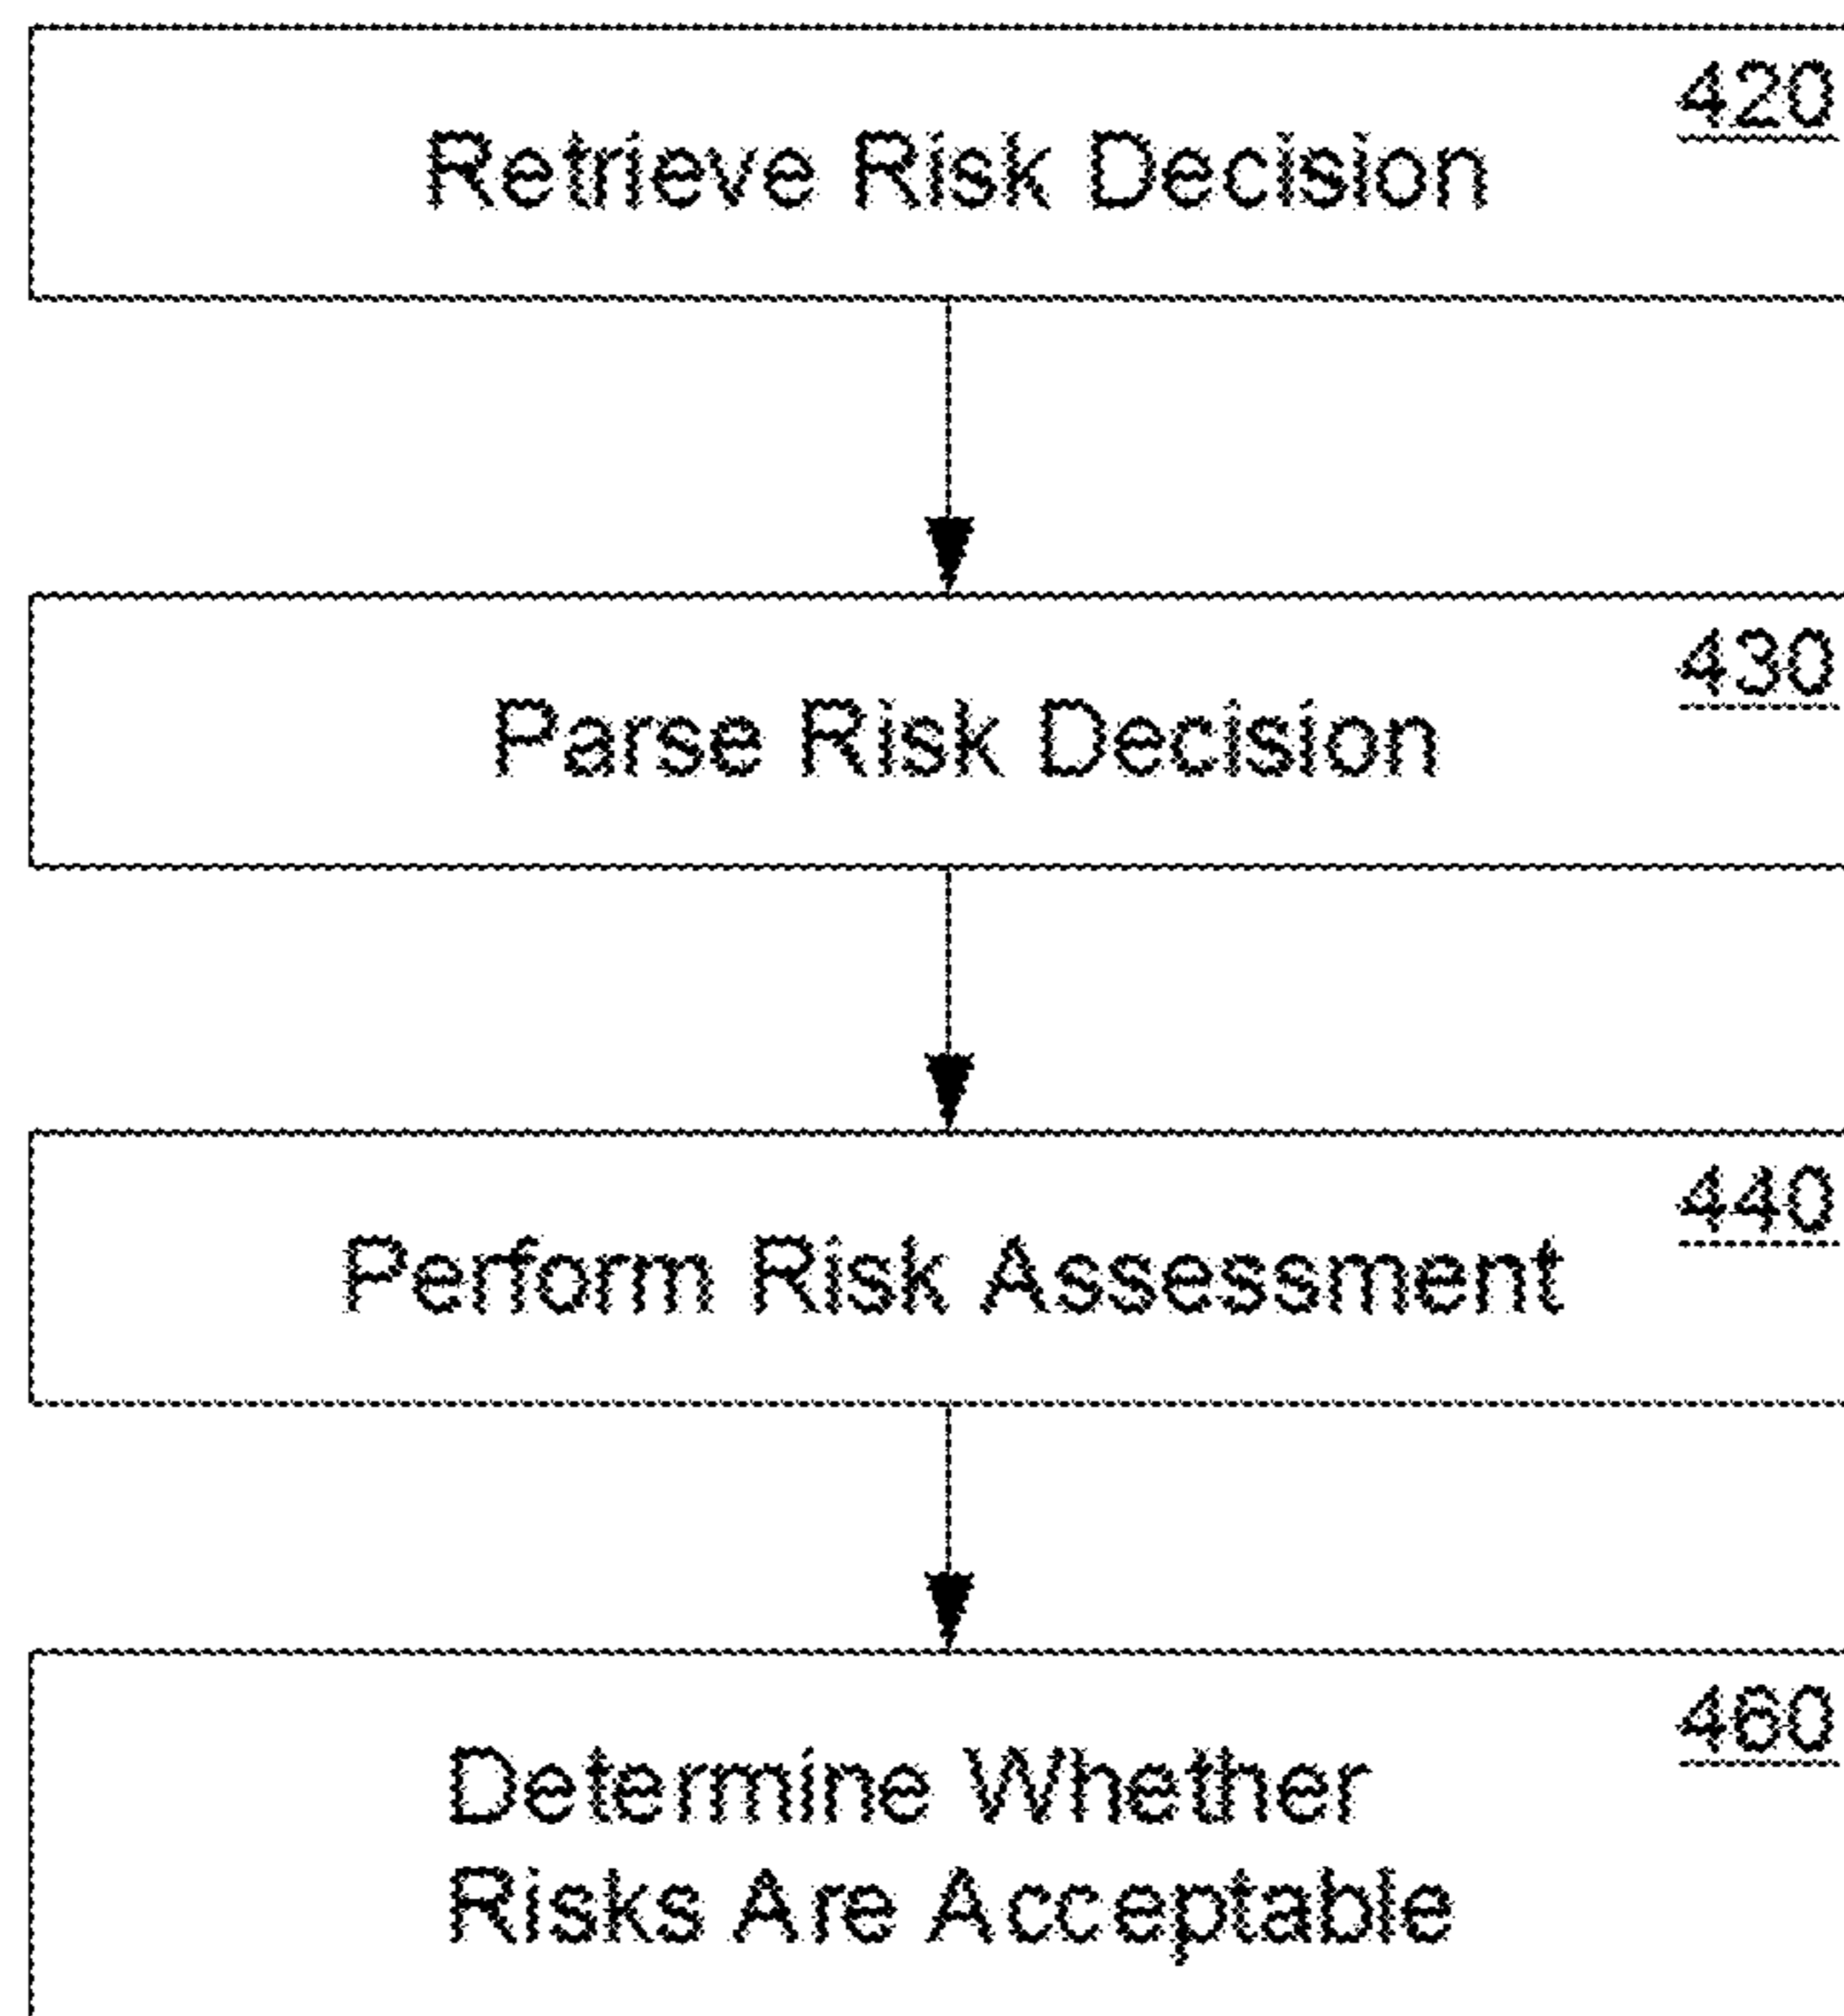 420
Retrieve Risk Decision
430
Parse Risk Decision
440
Perform Risk Assessment
460
Determine Whether
Risks Are Acceptable